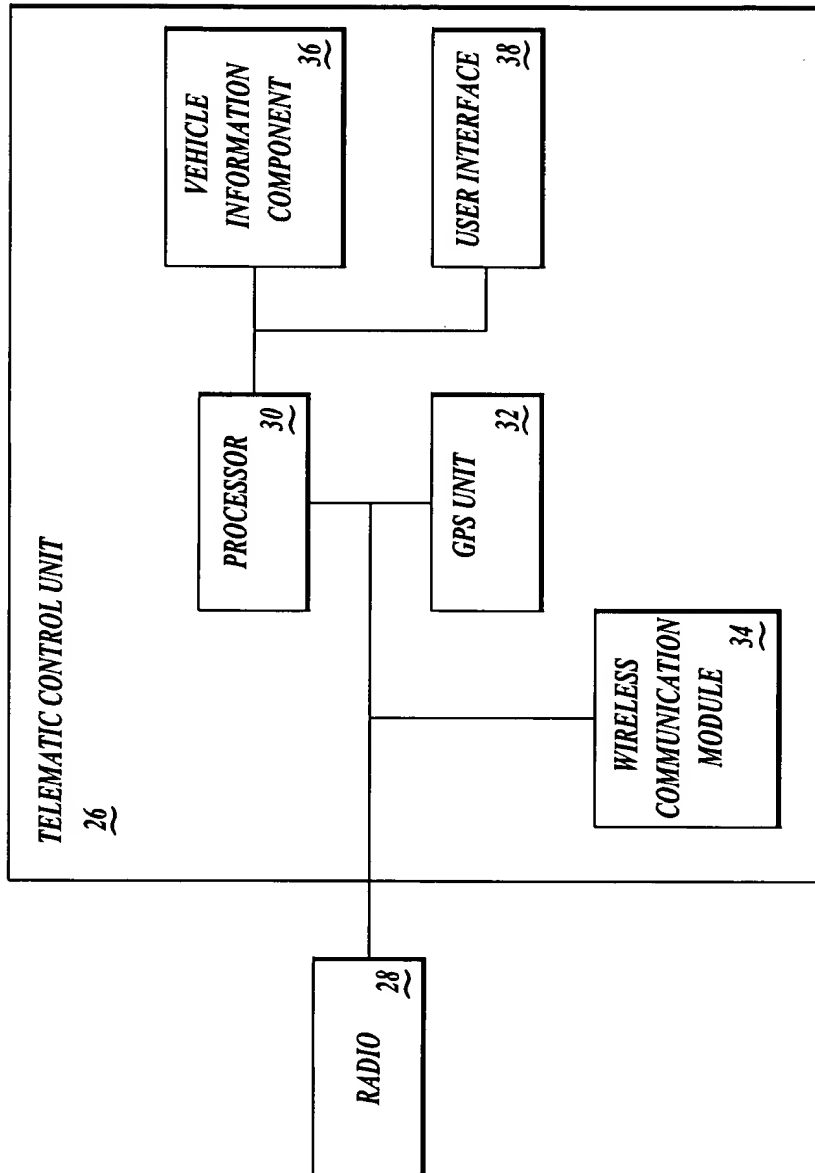 TELEMATIC CONTROL UNIT
26
VEHICLE
INFORMATION
COMPONENT
36
PROCESSOR
30
USER INTERFACE
38
GPS UNIT
32
WIRELESS
COMMUNICATION
MODULE
34
RADIO
28